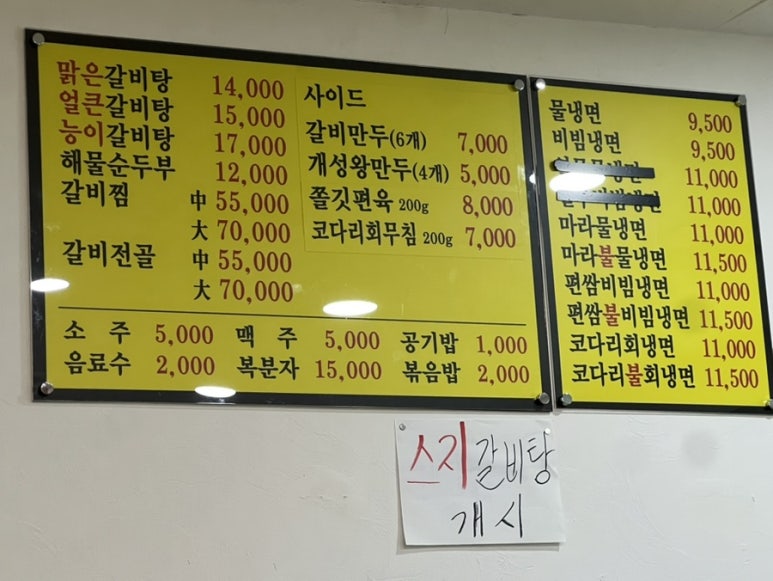 맑은갈비탕 14,000
얼큰갈비탕 15,000
능이갈비탕 17,000
해물순두부 12,000
갈비찜 中 55,000
大 70,000
갈비전골 中 55,000
大 70,000
사이드
갈비만두(6개) 7,000
개성왕만두(4개) 5,000
쫄깃편육 200g 8,000
코다리회무침 200g 7,000
소 주 5,000 맥 주 5,000 공기밥 1,000
음료수 2,000 복분자 15,000 볶음밥 2,000
물냉면 9,500
비빔냉면 9,500
11,000
11,000
마라물냉면 11,000
마라불물냉면 11,500
편쌈비빔냉면 11,000
편쌈불비빔냉면 11,500
코다리회냉면 11,000
코다리불회냉면 11,500
스지갈비탕
개시